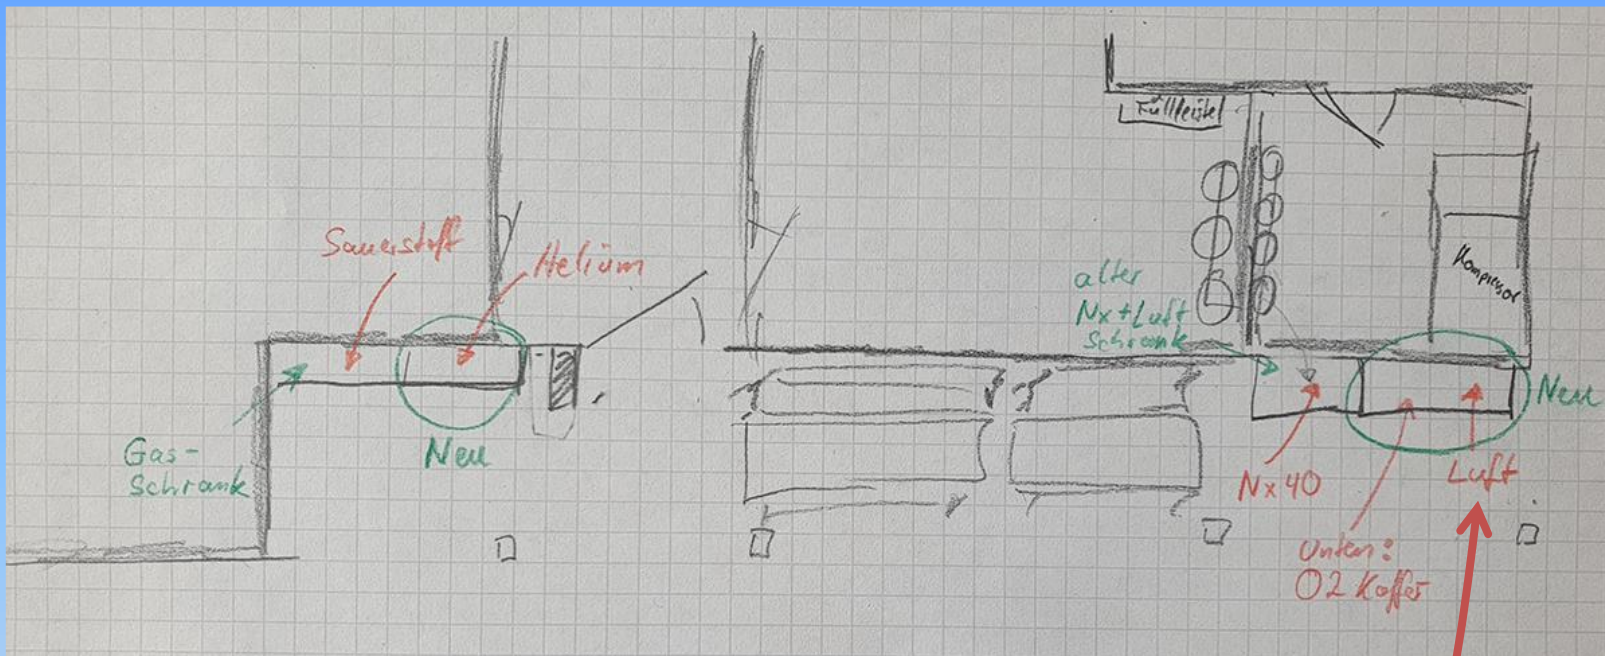 Füllleiste
Sauerstoff
Helium
Kompressor
alter
Nx + Luft
Schrank
Neu
Gas-
Schrank
Neu
Nx40
Luft
Unten:
O2 Koffer